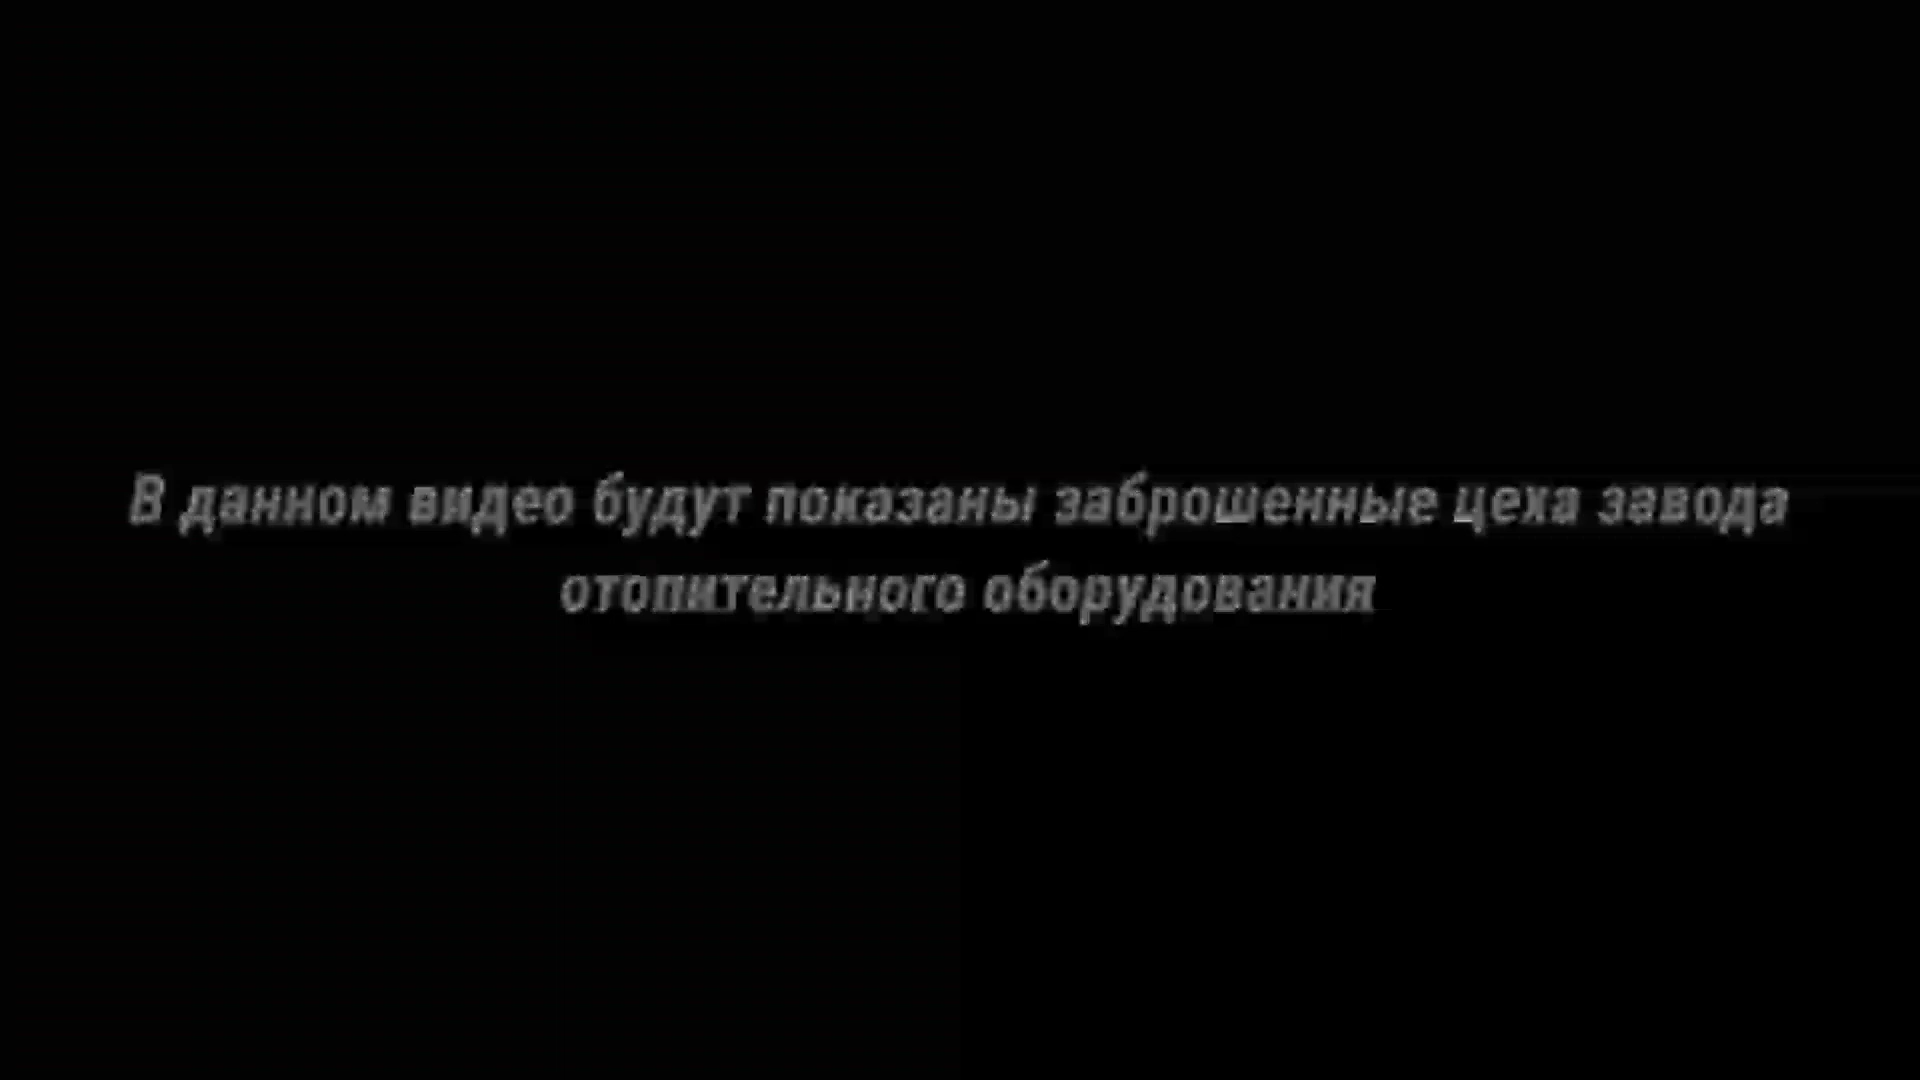 В данном видео будут показаны заброшенные цеха завода
отопительного оборудования